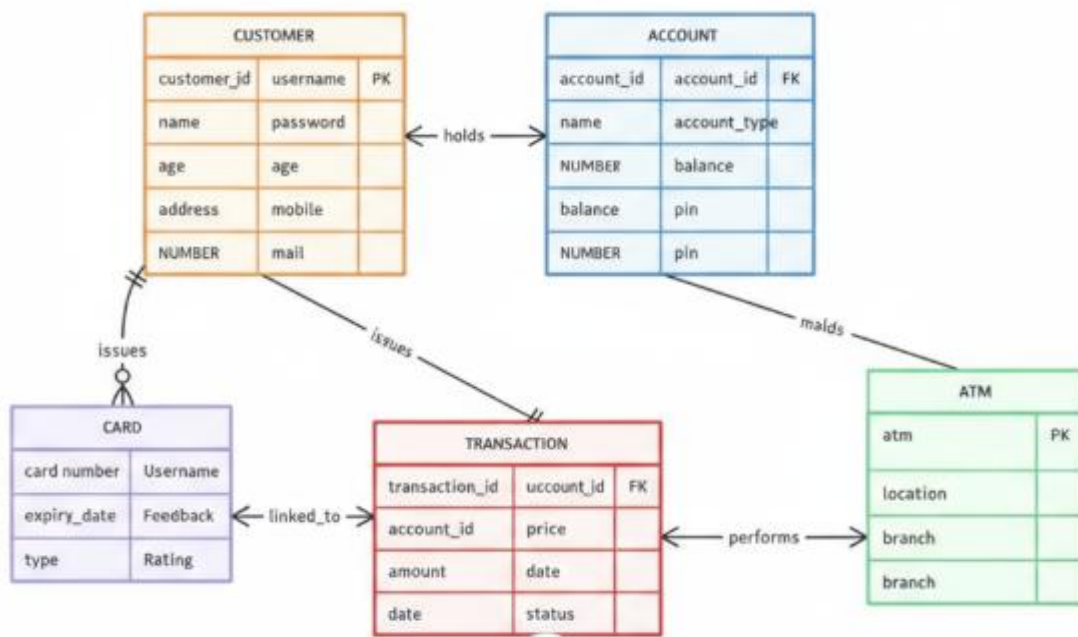 CUSTOMER
customer_id username PK
name password
age age
address mobile
NUMBER mail
holds
ACCOUNT
account_id account_id FK
name account_type
NUMBER balance
balance pin
NUMBER pln
issues
issues
malds
CARD
card number Username
expiry_date Feedback
type Rating
linked_to
TRANSACTION
transaction_id uccount_id FK
account_id price
amount date
date status
performs
ATM
atm PK
location
branch
branch